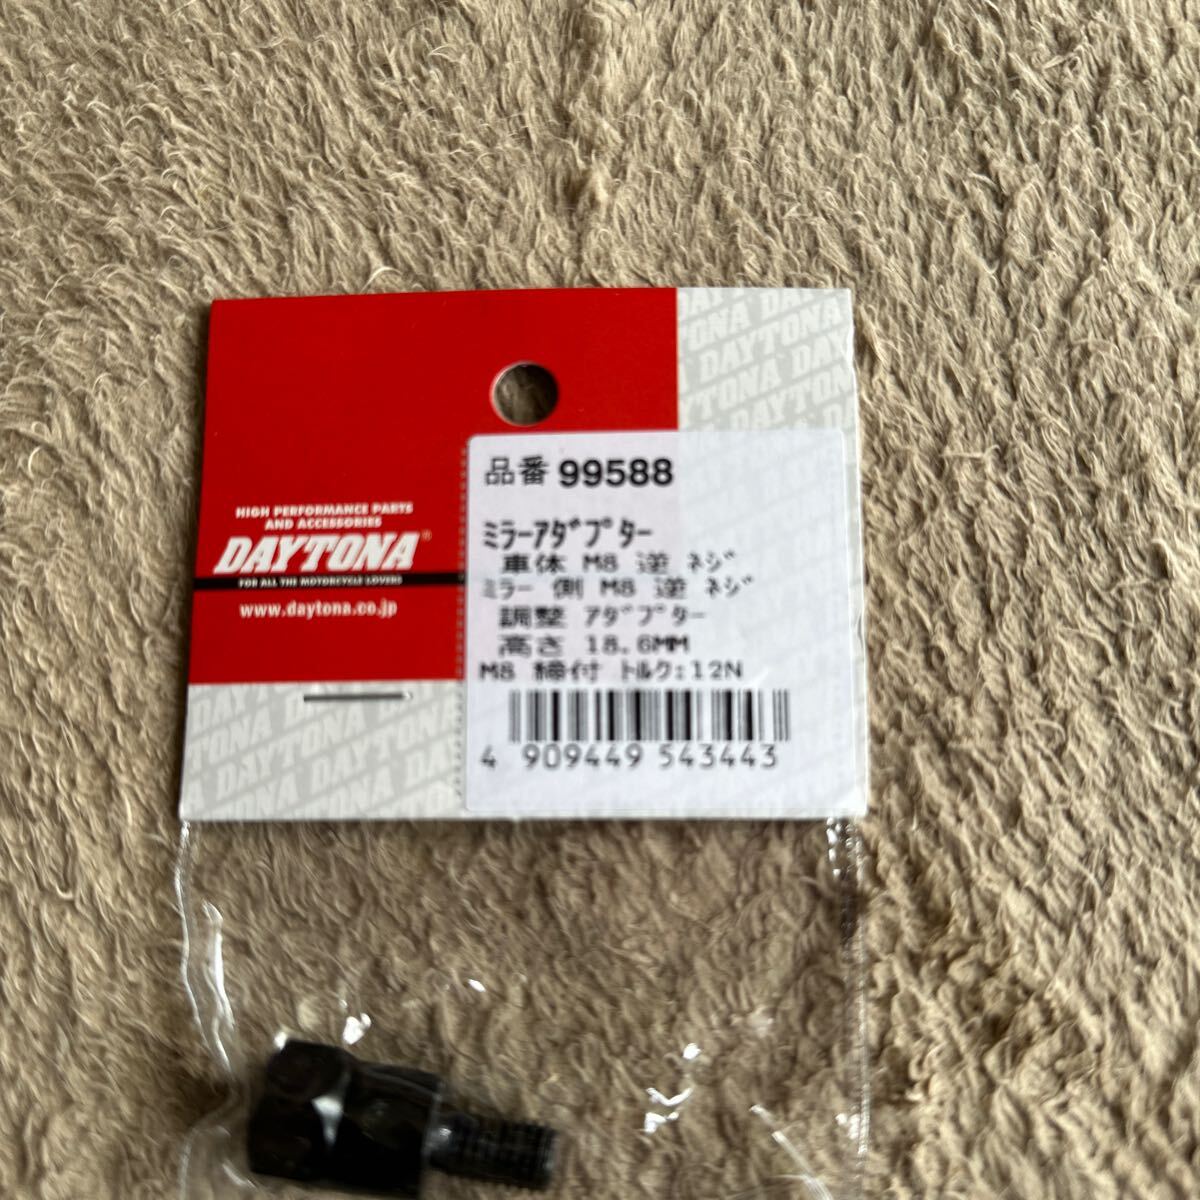 HIGH PERFORMANCE PARTS
AND ACCESSORIES
DAYTONA®
FOR ALL THE MOTORCYCLE LOVERS
www.daytona.co.jp
品番 99588
ﾐﾗｰｱﾀﾞﾌﾟﾀｰ
車体 M8 逆 ﾈｼﾞ
ﾐﾗｰ 側 M8 逆 ﾈｼﾞ
調整 ｱﾀﾞﾌﾟﾀｰ
高さ 18.6MM
M8 締付 ﾄﾙｸ:12N
4 909449 543443